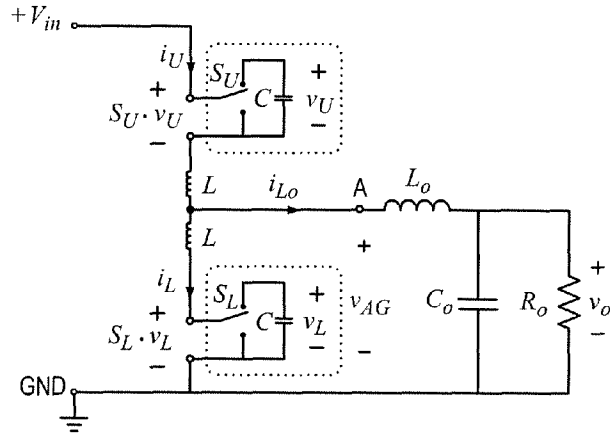 +V_in
i_U
S_U
+
+
S_U · v_U
C
v_U
−
−
L
i_Lo
A
L_o
L
+
i_L
S_L
+
+
+
S_L · v_L
C
v_L
v_AG
C_o
R_o
v_o
−
−
−
−
GND